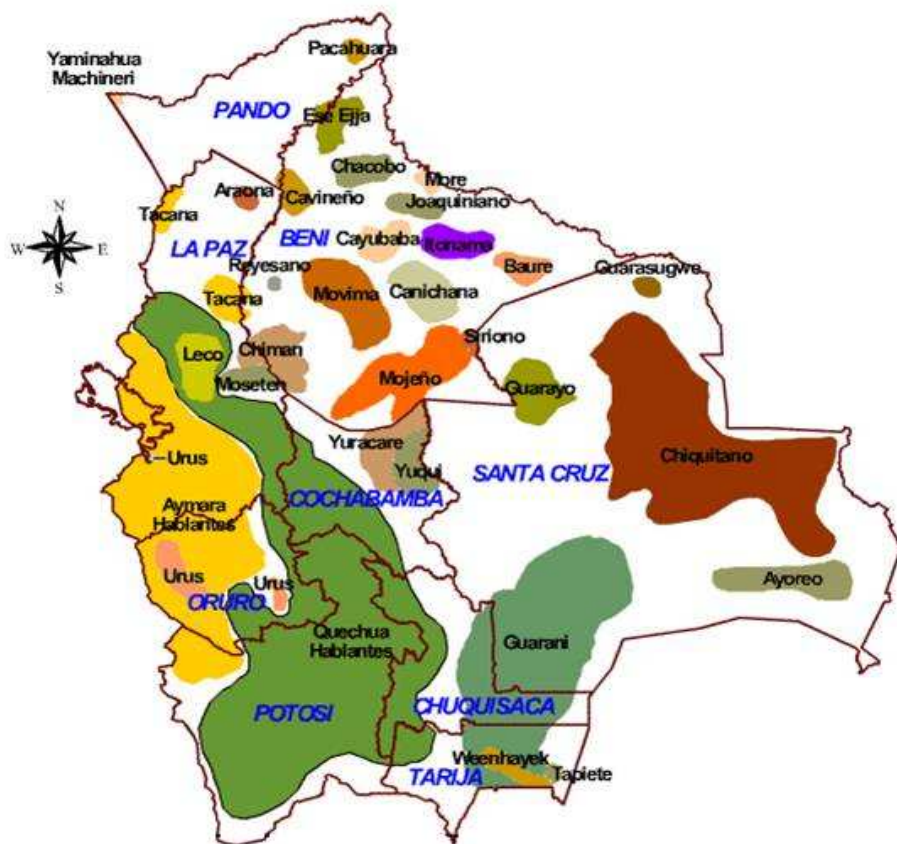 Pacahuara
Yaminahua
Machineri
PANDO
Ese Ejja
Chacobo
More
Araona
Cavineño
Joaquiniano
Tacana
BENI
Cayubaba
Itonama
LA PAZ
N
W
E
S
Reyesano
Baure
Guarasugwe
Tacana
Movima
Canichana
Siriono
Leco
Chiman
Moseten
Mojeño
Guarayo
Yuracare
Urus
Yuqui
SANTA CRUZ
Chiquitano
COCHABAMBA
Aymara
Hablantes
Urus
Urus
Ayoreo
ORURO
Quechua
Hablantes
Guarani
POTOSI
CHUQUISACA
Weenhayek
TARIJA
Tapiete